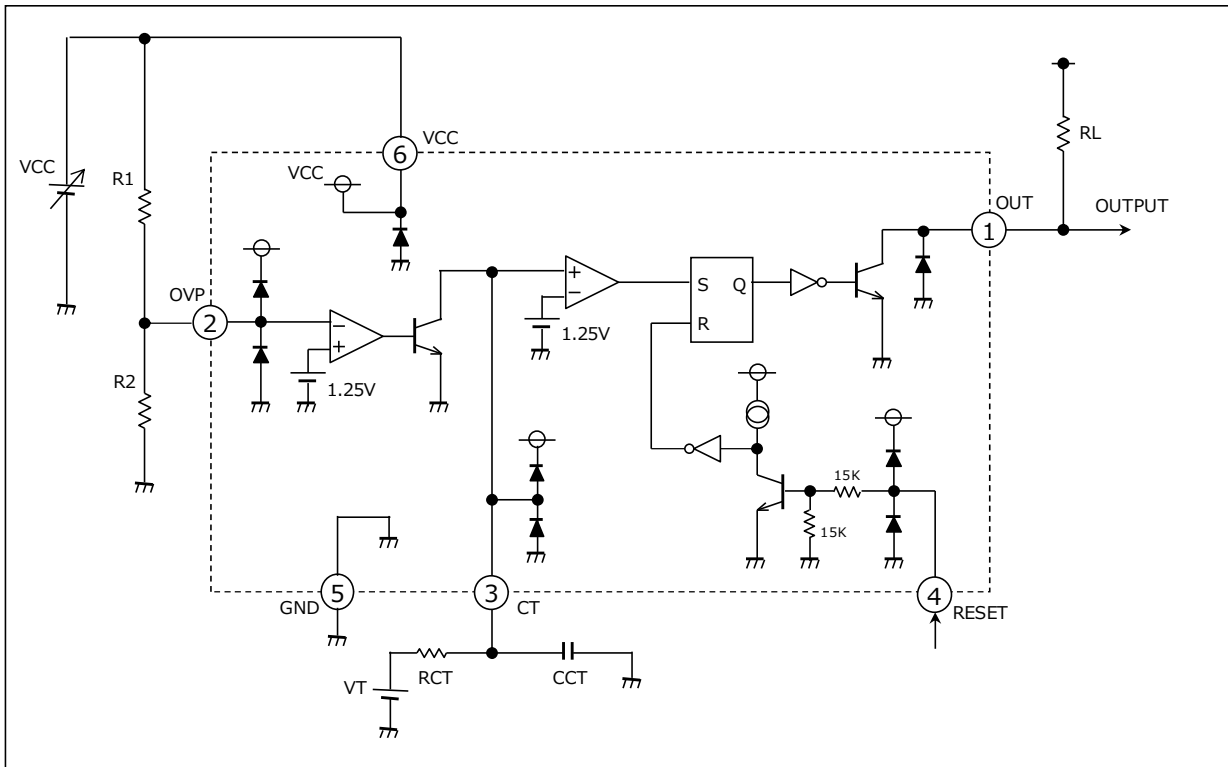 VCC
R1
R2
OVP
2
6
VCC
VCC
−
+
1.25V
+
−
1.25V
S Q
R
OUT
1
RL
OUTPUT
15K
15K
5
GND
3
CT
4
RESET
RCT
CCT
VT